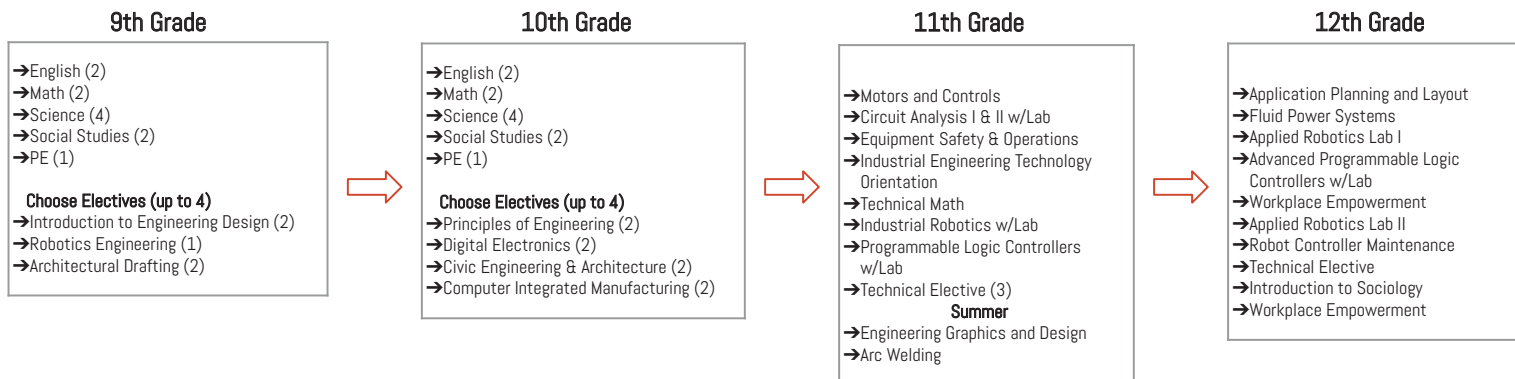 9th Grade
➔English (2)
➔Math (2)
➔Science (4)
➔Social Studies (2)
➔PE (1)
Choose Electives (up to 4)
➔Introduction to Engineering Design (2)
➔Robotics Engineering (1)
➔Architectural Drafting (2)
10th Grade
➔English (2)
➔Math (2)
➔Science (4)
➔Social Studies (2)
➔PE (1)
Choose Electives (up to 4)
➔Principles of Engineering (2)
➔Digital Electronics (2)
➔Civic Engineering & Architecture (2)
➔Computer Integrated Manufacturing (2)
11th Grade
➔Motors and Controls
➔Circuit Analysis I & II w/Lab
➔Equipment Safety & Operations
➔Industrial Engineering Technology
Orientation
➔Technical Math
➔Industrial Robotics w/Lab
➔Programmable Logic Controllers
w/Lab
➔Technical Elective (3)
Summer
➔Engineering Graphics and Design
➔Arc Welding
12th Grade
➔Application Planning and Layout
➔Fluid Power Systems
➔Applied Robotics Lab I
➔Advanced Programmable Logic
Controllers w/Lab
➔Workplace Empowerment
➔Applied Robotics Lab II
➔Robot Controller Maintenance
➔Technical Elective
➔Introduction to Sociology
➔Workplace Empowerment